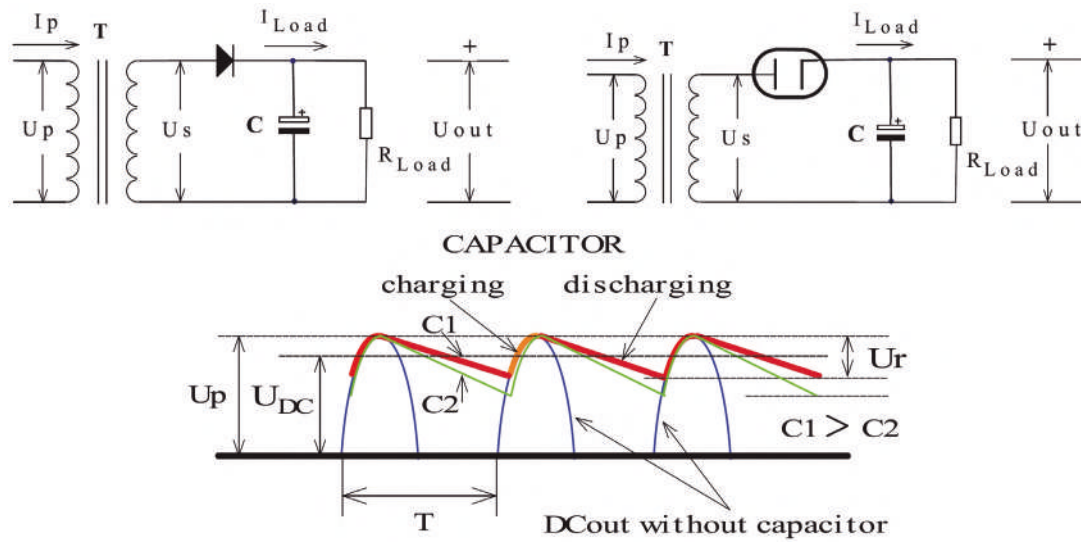 Ip T ILoad +
Up Us C + RLoad Uout
Ip T ILoad +
Up Us C + RLoad Uout
CAPACITOR
charging discharging
C1
Ur
Up UDC
C2
C1 > C2
T
DCout without capacitor